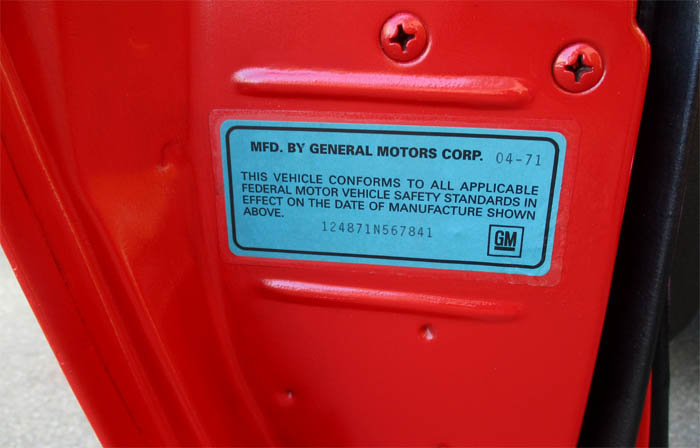 MFD. BY GENERAL MOTORS CORP. 04-71
THIS VEHICLE CONFORMS TO ALL APPLICABLE
FEDERAL MOTOR VEHICLE SAFETY STANDARDS IN
EFFECT ON THE DATE OF MANUFACTURE SHOWN
ABOVE.
124871N567841
GM